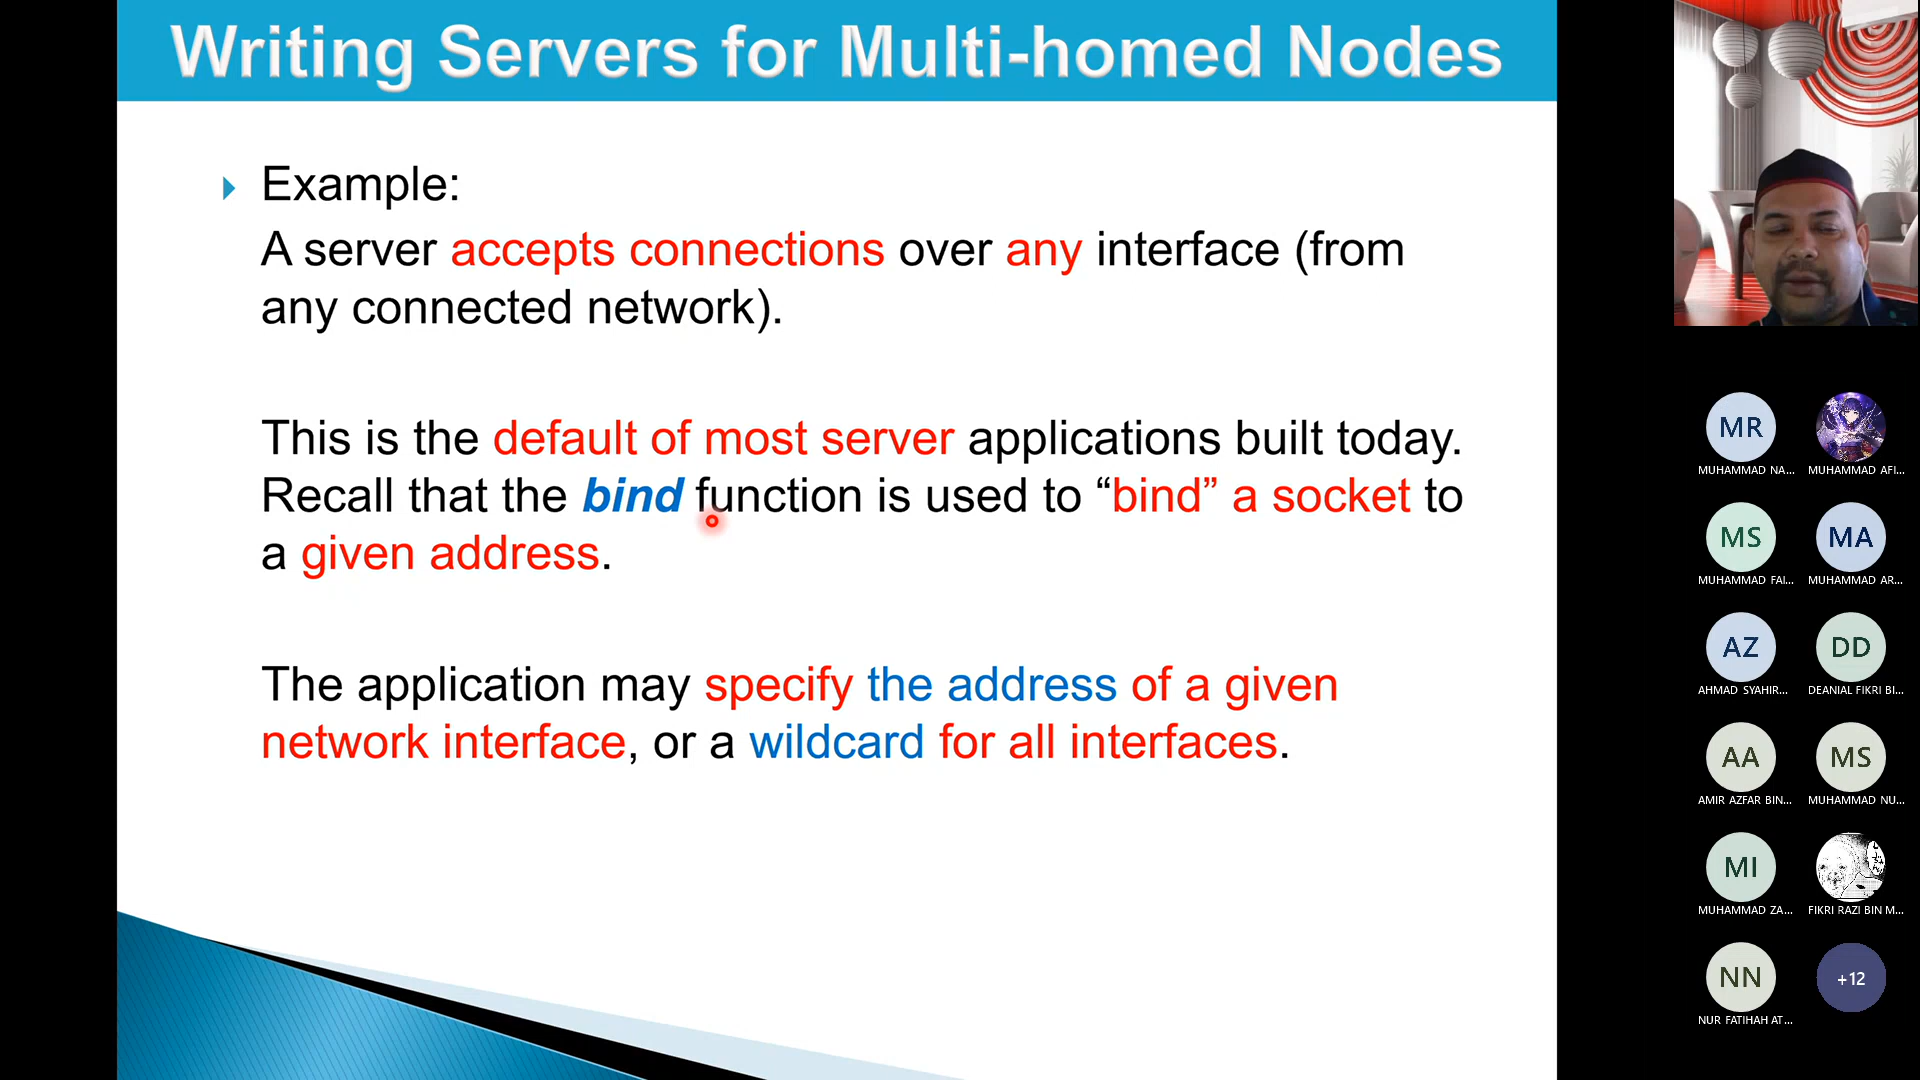 Writing Servers for Multi-homed Nodes
Example:
A server accepts connections over any interface (from
any connected network).
This is the default of most server applications built today.
Recall that the bind function is used to “bind” a socket to
a given address.
The application may specify the address of a given
network interface, or a wildcard for all interfaces.
MR
MUHAMMAD NA...
MUHAMMAD AFI...
MS
MUHAMMAD FAI...
MA
MUHAMMAD AR...
AZ
AHMAD SYAHIR...
DD
DEANIAL FIKRI BI...
AA
AMIR AZFAR BIN...
MS
MUHAMMAD NU...
MI
MUHAMMAD ZA...
FIKRI RAZI BIN M...
NN
NUR FATIHAH AT...
+12